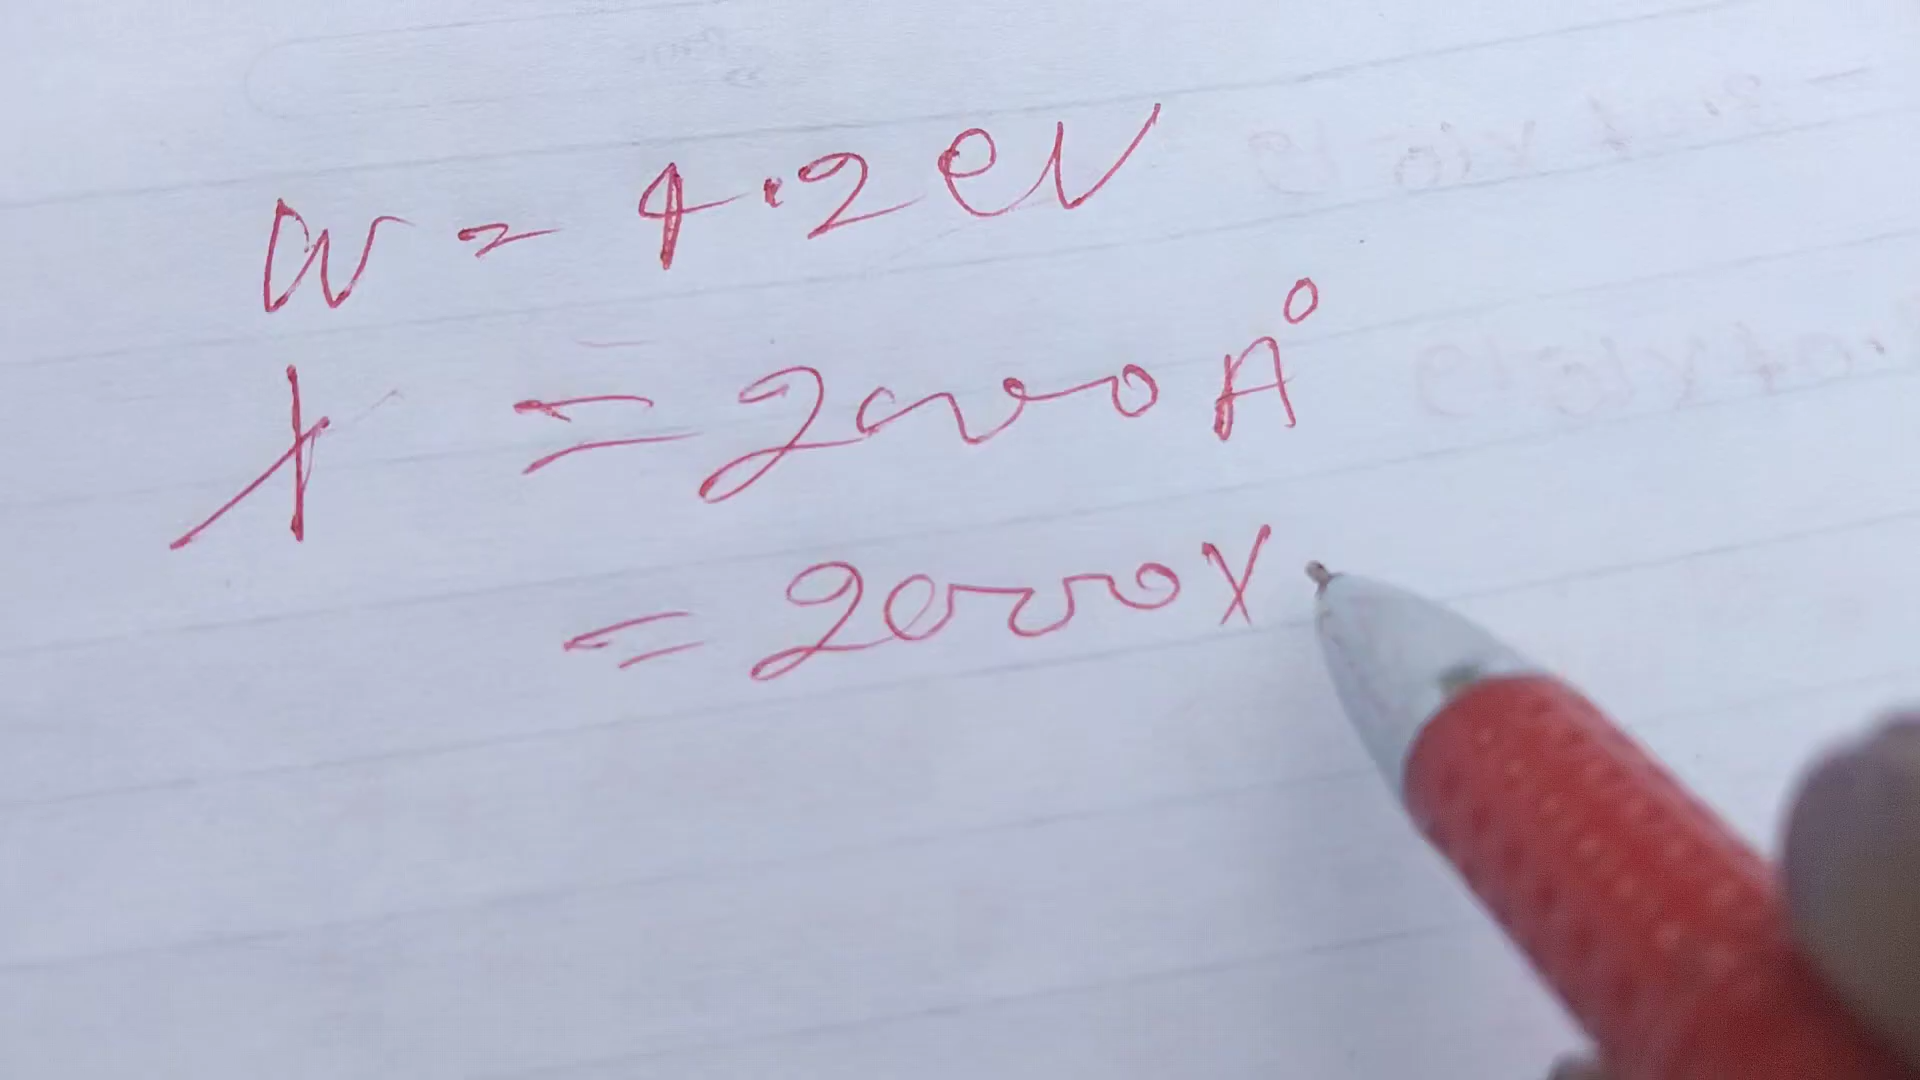 W = 4.2 eV
λ = 2000 A°
= 2000 X